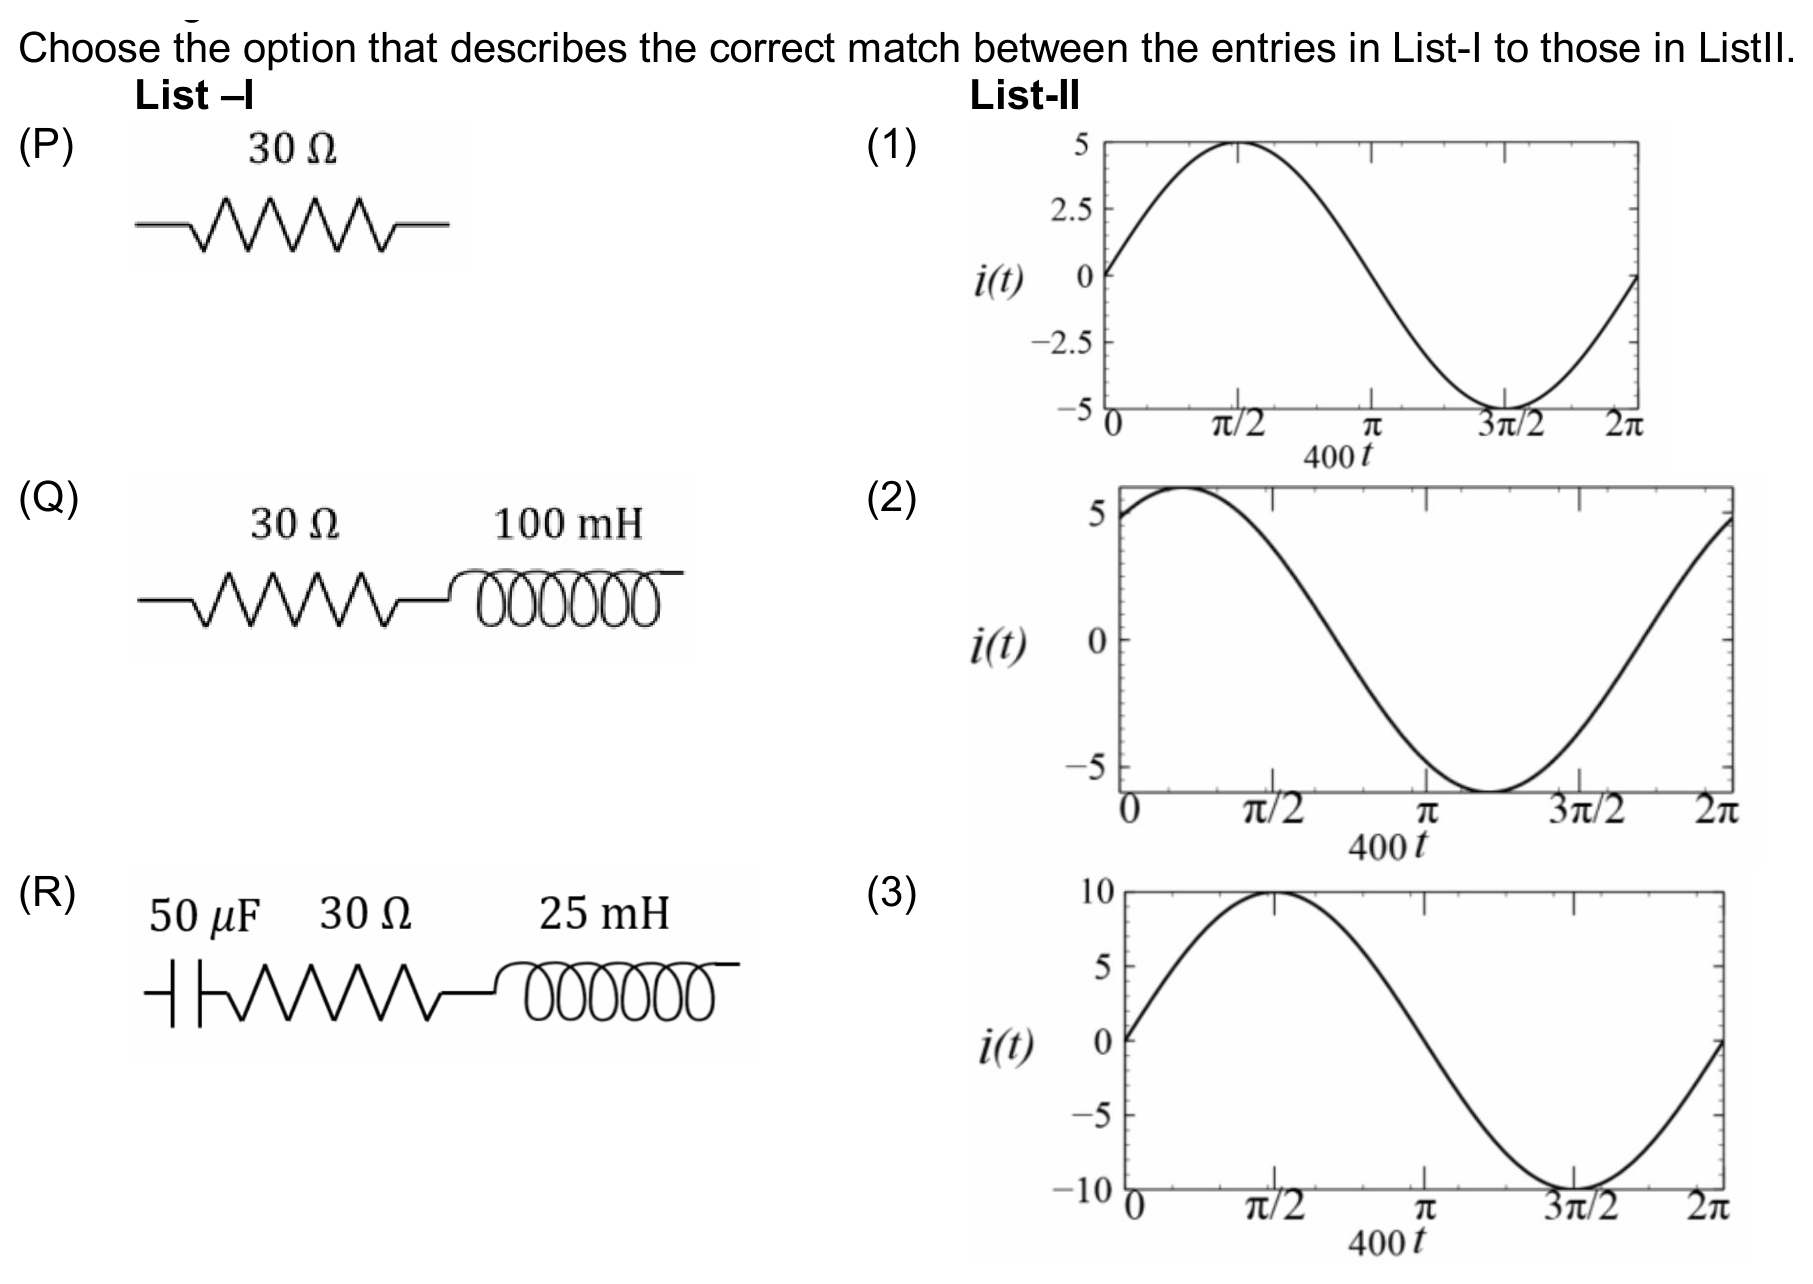 Choose the option that describes the correct match between the entries in List-I to those in ListII.
List –I List-II
(P) 30 Ω (1)
5
2.5
i(t) 0
−2.5
−5
0 π/2 π 3π/2 2π
400 t
(Q) 30 Ω 100 mH (2)
5
i(t) 0
−5
0 π/2 π 3π/2 2π
400 t
(R) 50 μF 30 Ω 25 mH (3)
10
5
i(t) 0
−5
−10
0 π/2 π 3π/2 2π
400 t